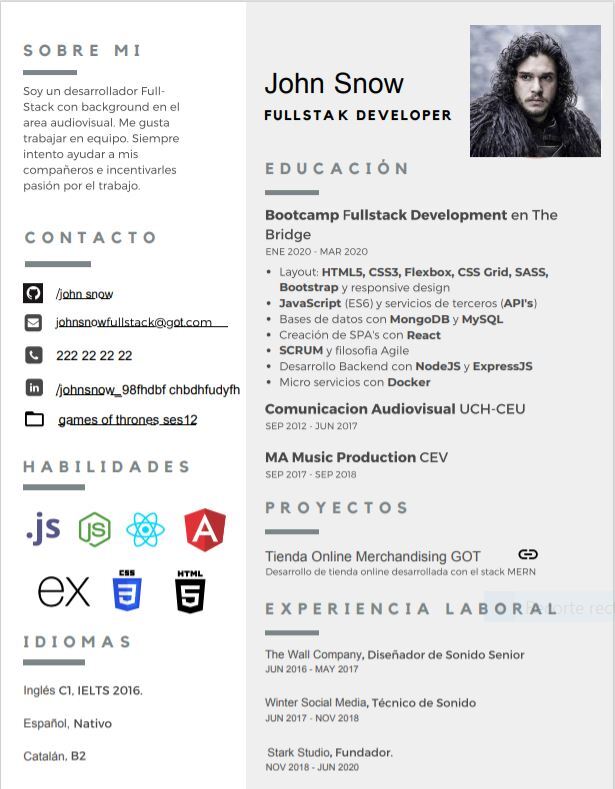 SOBRE MI
Soy un desarrollador Full-
Stack con background en el
area audiovisual. Me gusta
trabajar en equipo. Siempre
intento ayudar a mis
compañeros e incentivarles
pasión por el trabajo.
CONTACTO
/john snow
johnsnowfullstack@got.com
222 22 22 22
in
/johnsnow_98fhdbf chbdhfudyfh
games of thrones ses12
HABILIDADES
.js
JS
A
ex
CSS
3
HTML
5
IDIOMAS
Inglés C1, IELTS 2016.
Español, Nativo
Catalán, B2
John Snow
FULLSTAK DEVELOPER
EDUCACIÓN
Bootcamp Fullstack Development en The
Bridge
ENE 2020 - MAR 2020
• Layout: HTML5, CSS3, Flexbox, CSS Grid, SASS,
Bootstrap y responsive design
• JavaScript (ES6) y servicios de terceros (API's)
• Bases de datos con MongoDB y MySQL
• Creación de SPA's con React
• SCRUM y filosofia Agile
• Desarrollo Backend con NodeJS y ExpressJS
• Micro servicios con Docker
Comunicacion Audiovisual UCH-CEU
SEP 2012 - JUN 2017
MA Music Production CEV
SEP 2017 - SEP 2018
PROYECTOS
Tienda Online Merchandising GOT
Desarrollo de tienda online desarrollada con el stack MERN
EXPERIENCIA LABORAL
The Wall Company, Diseñador de Sonido Senior
JUN 2016 - MAY 2017
Winter Social Media, Técnico de Sonido
JUN 2017 - NOV 2018
Stark Studio, Fundador.
NOV 2018 - JUN 2020